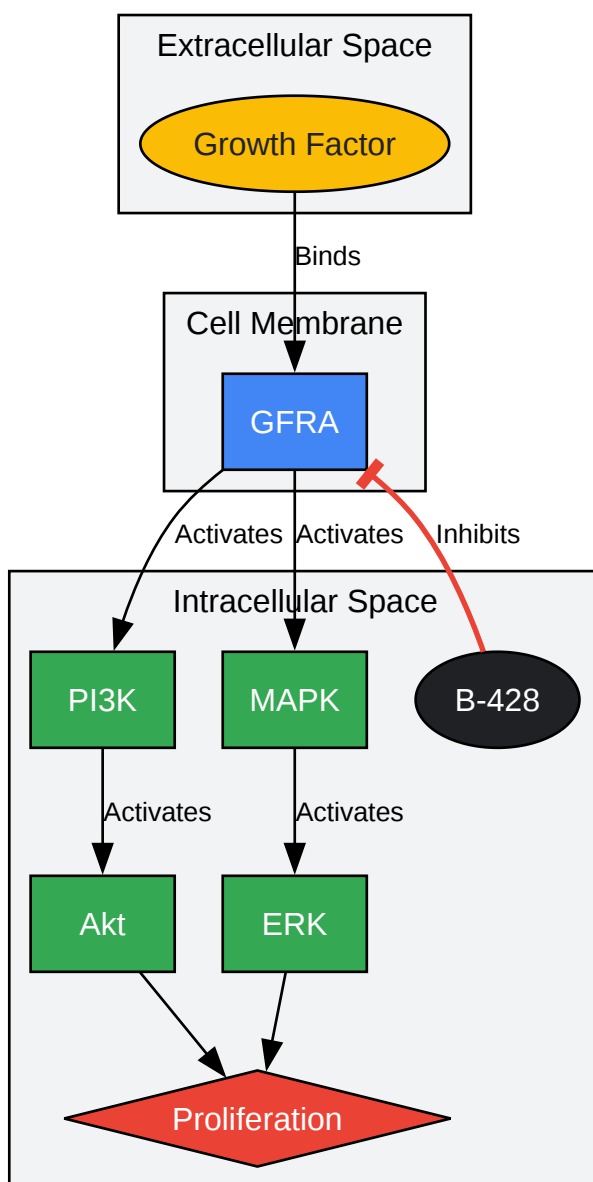 Extracellular Space
Growth Factor
Binds
Cell Membrane
GFRA
Activates
Activates
Inhibits
Intracellular Space
PI3K
MAPK
B-428
Activates
Activates
Akt
ERK
Proliferation